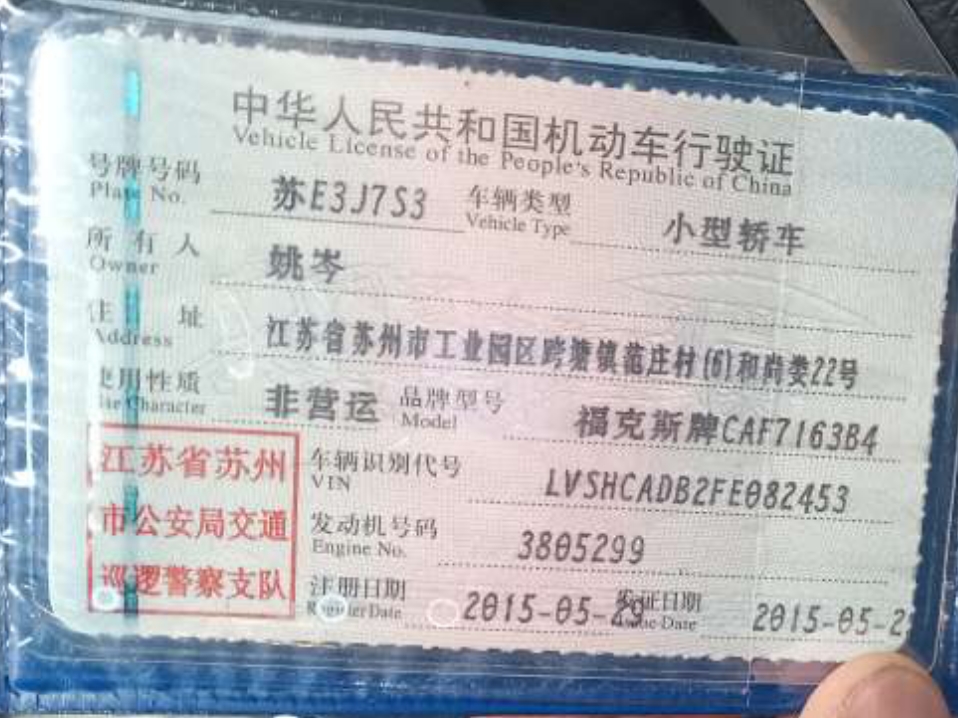 中华人民共和国机动车行驶证
Vehicle License of the People's Republic of China
号牌号码 苏E3J7S3 车辆类型 小型轿车
Plate No. Vehicle Type
所有人 姚岑
Owner
住址 江苏省苏州市工业园区跨塘镇范庄村(6)和尚娄22号
Address
使用性质 非营运 品牌型号 福克斯牌CAF7163B4
Use Character Model
江苏省苏州
市公安局交通
巡逻警察支队
车辆识别代号 LVSHCADB2FE082453
VIN
发动机号码 3805299
Engine No.
注册日期 2015-05-29 发证日期 2015-05-2
Register Date Issue Date